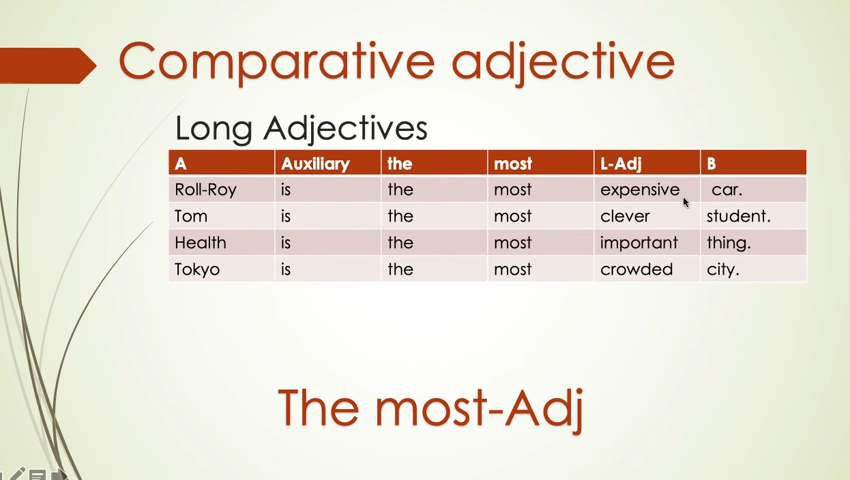 Comparative adjective
Long Adjectives
A Auxiliary the most L-Adj B
Roll-Roy is the most expensive car.
Tom is the most clever student.
Health is the most important thing.
Tokyo is the most crowded city.
The most-Adj